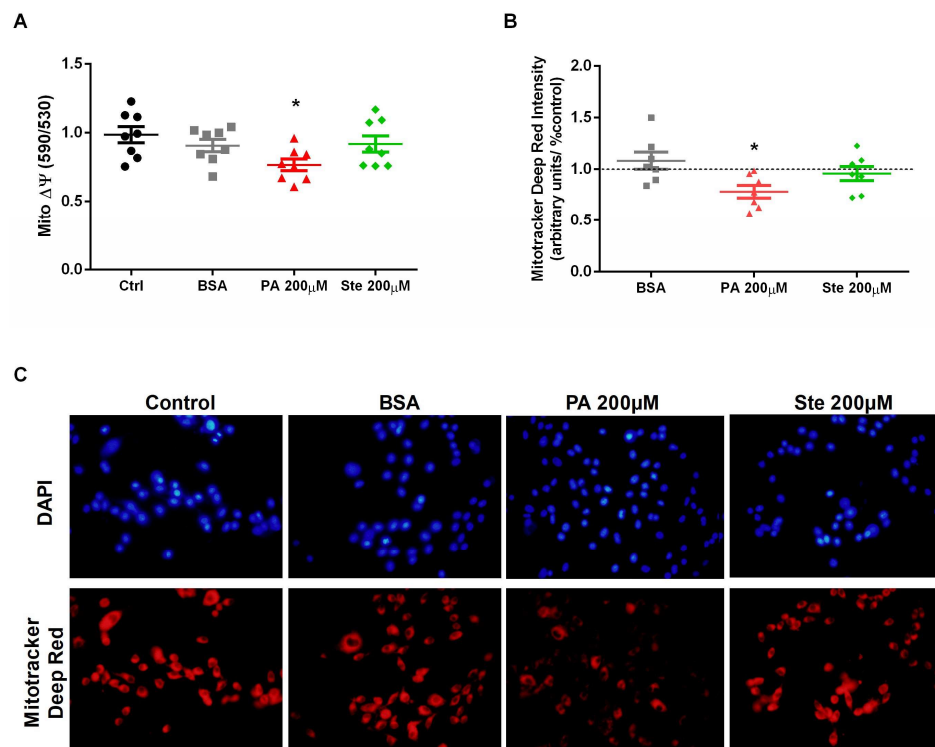 A
Mito ΔΨ (590/530)
1.5
1.0
0.5
0.0
*
Ctrl BSA PA 200μM Ste 200μM
B
Mitotracker Deep Red Intensity
(arbitrary units/ %control)
2.0
1.5
1.0
0.5
0.0
*
BSA PA 200μM Ste 200μM
C
Control BSA PA 200μM Ste 200μM
DAPI
Mitotracker
Deep Red